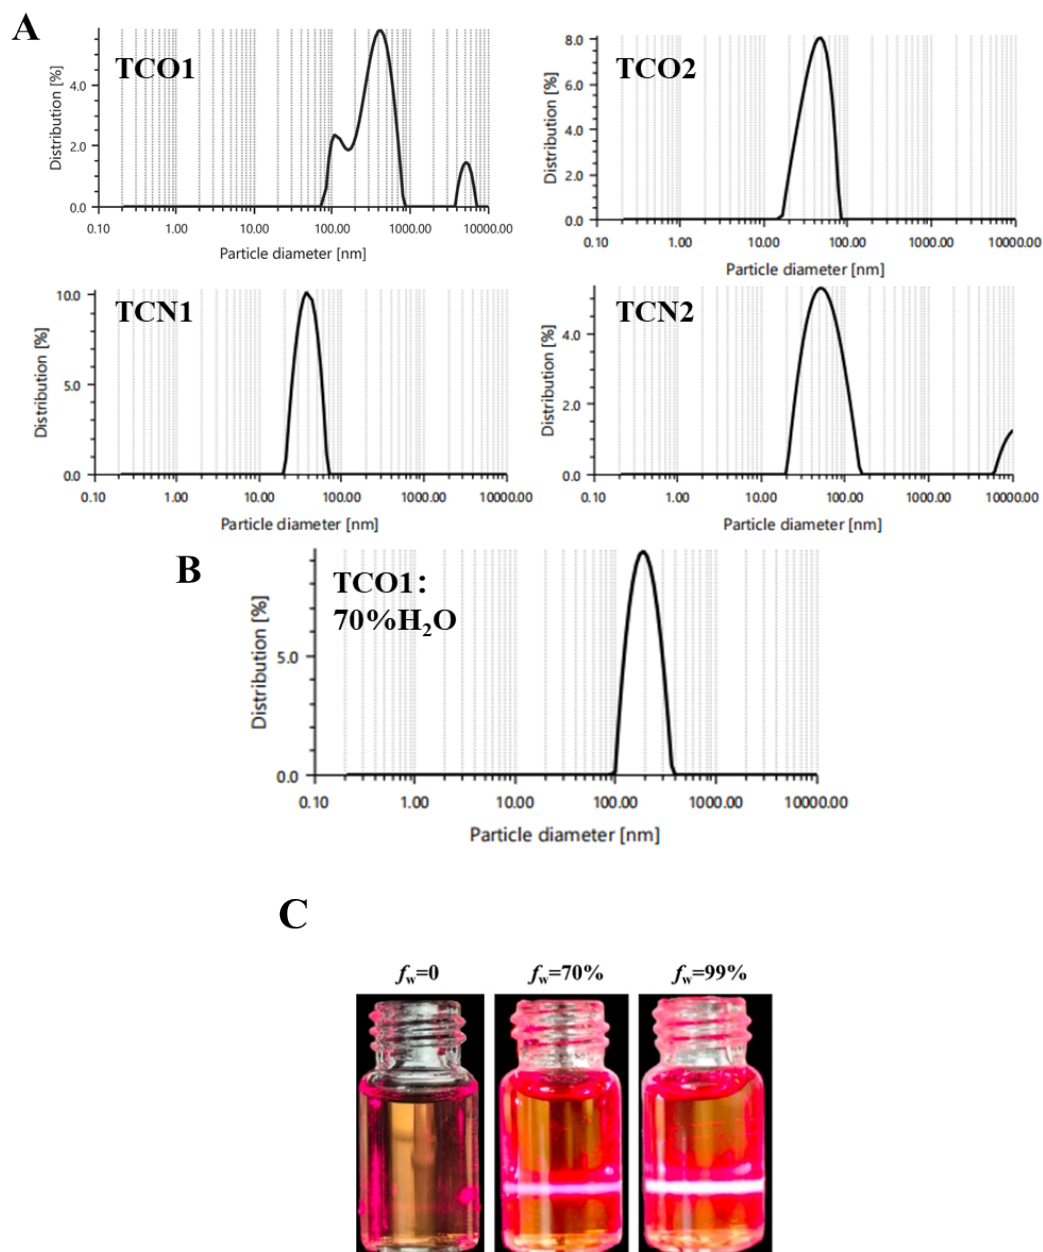 A
TCO1
Distribution [%]
4.0
2.0
0.0
0.10 1.00 10.00 100.00 1000.00 10000.00
Particle diameter [nm]
TCO2
Distribution [%]
8.0
6.0
4.0
2.0
0.0
0.10 1.00 10.00 100.00 1000.00 10000.00
Particle diameter [nm]
TCN1
Distribution [%]
10.0
5.0
0.0
0.10 1.00 10.00 100.00 1000.00 10000.00
Particle diameter [nm]
TCN2
Distribution [%]
4.0
2.0
0.0
0.10 1.00 10.00 100.00 1000.00 10000.00
Particle diameter [nm]
B
TCO1:
70%H₂O
Distribution [%]
5.0
0.0
0.10 1.00 10.00 100.00 1000.00 10000.00
Particle diameter [nm]
C
fw=0 fw=70% fw=99%